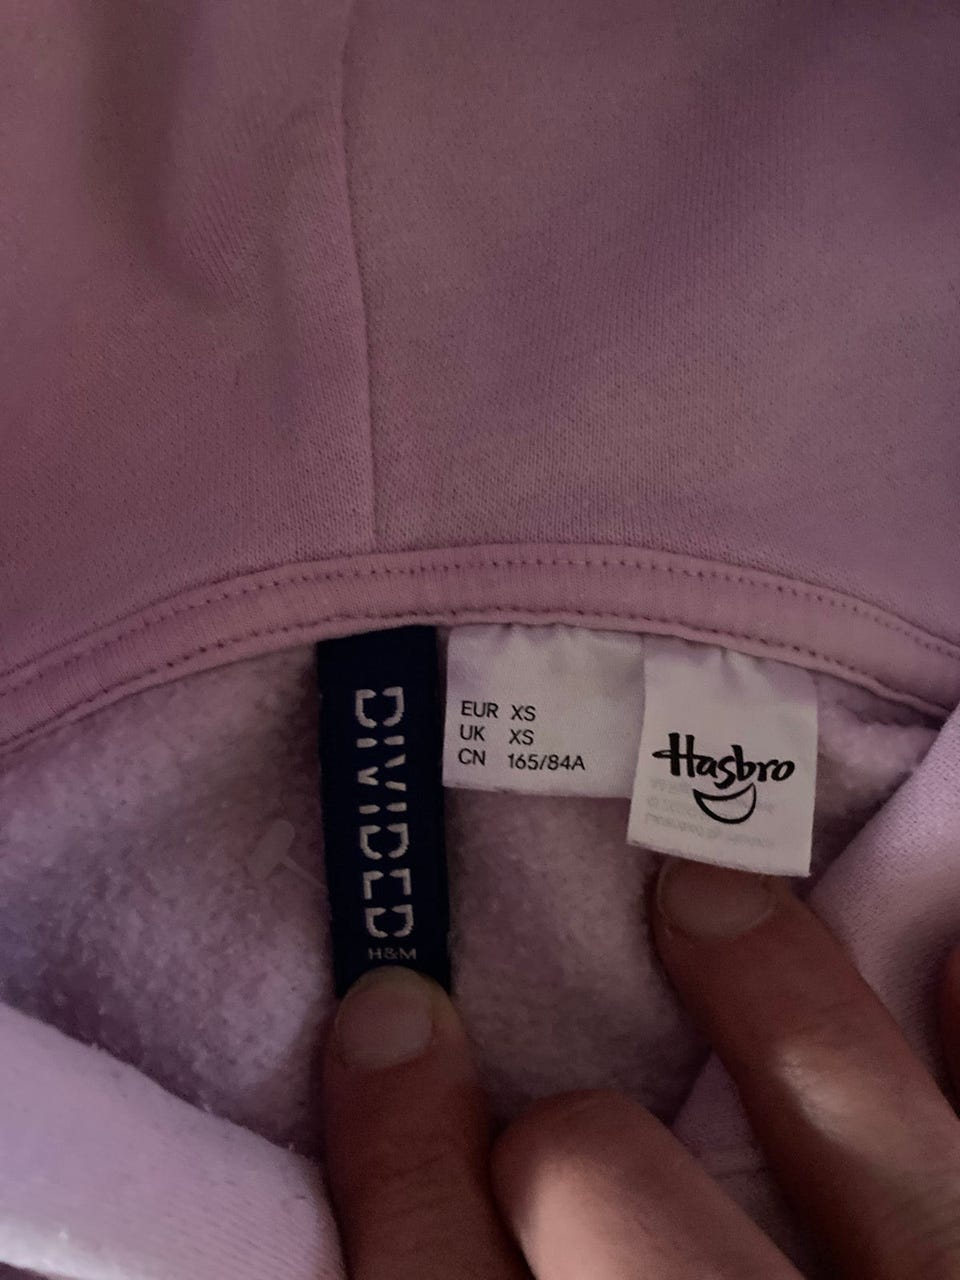 DIVIDED
H&M
EUR XS
UK XS
CN 165/84A
Hasbro